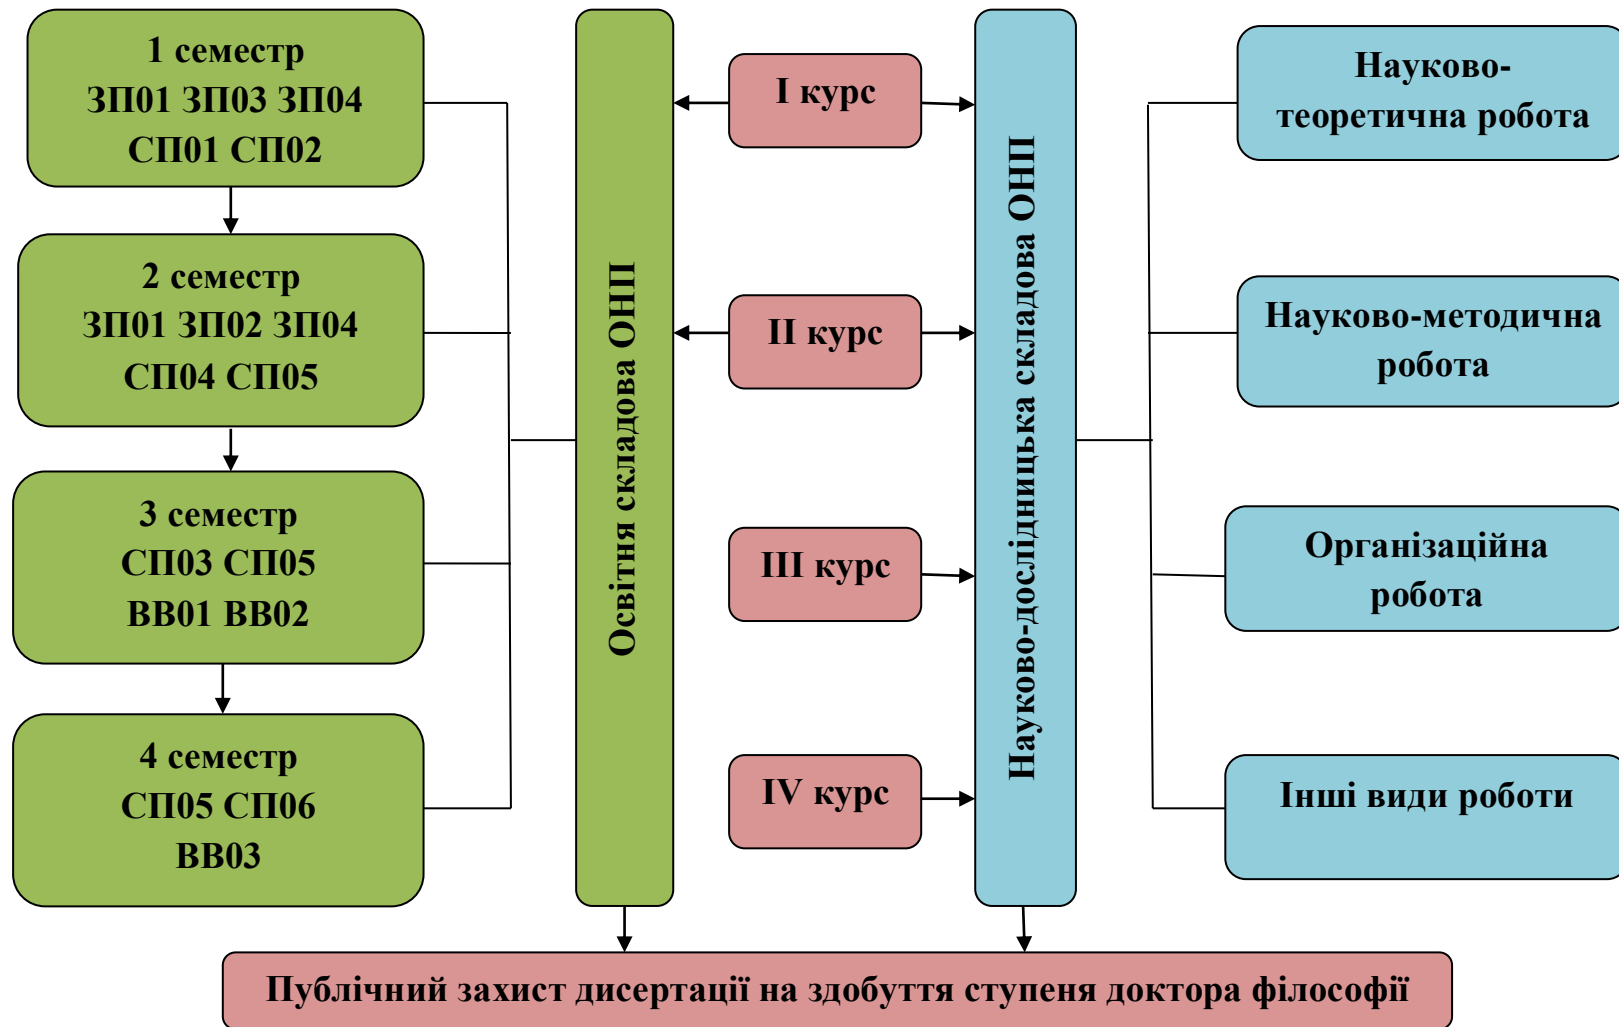 1 семестр
ЗП01 ЗП03 ЗП04
СП01 СП02
2 семестр
ЗП01 ЗП02 ЗП04
СП04 СП05
3 семестр
СП03 СП05
ВВ01 ВВ02
4 семестр
СП05 СП06
ВВ03
Освітня складова ОНП
І курс
ІІ курс
ІІІ курс
IV курс
Науково-дослідницька складова ОНП
Науково-
теоретична робота
Науково-методична
робота
Організаційна
робота
Інші види роботи
Публічний захист дисертації на здобуття ступеня доктора філософії